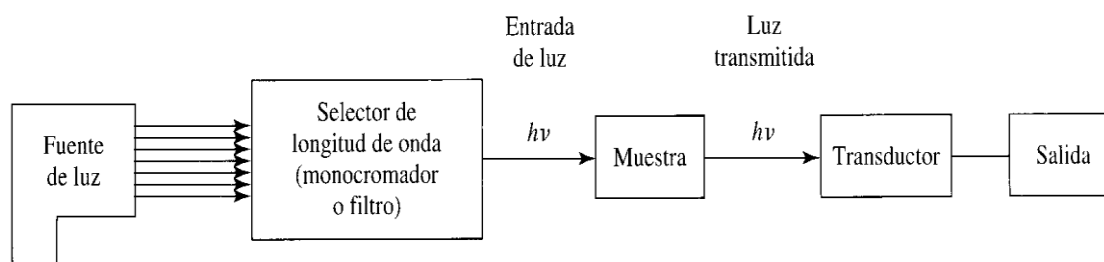 Entrada
de luz
Luz
transmitida
Fuente
de luz
Selector de
longitud de onda
(monocromador
o filtro)
hν
Muestra
hν
Transductor
Salida